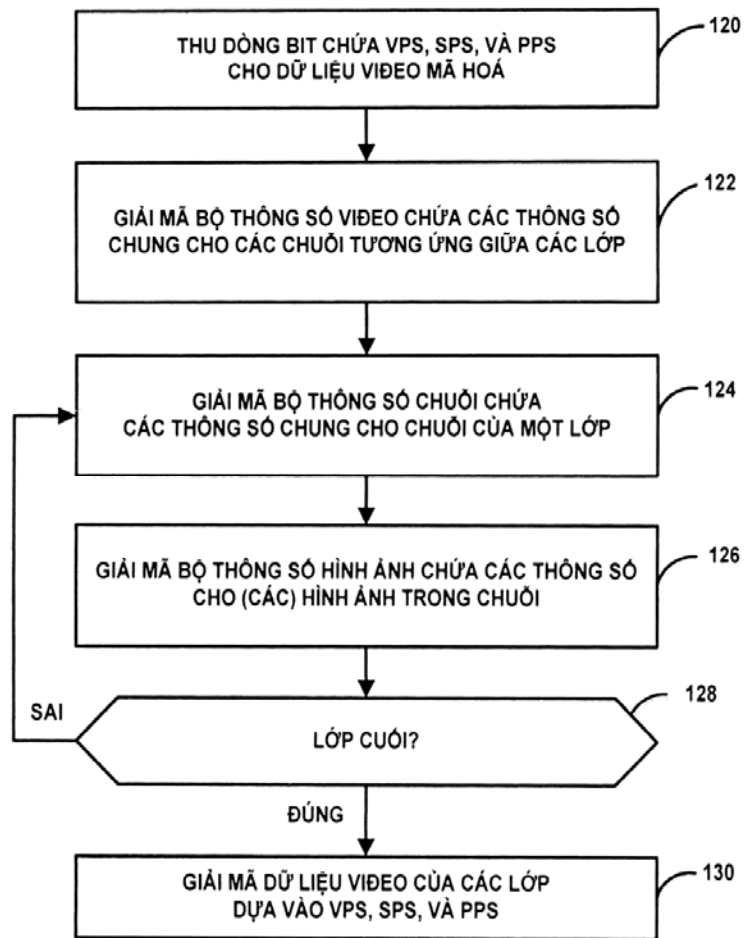 THU DÒNG BIT CHỨA VPS, SPS, VÀ PPS
CHO DỮ LIỆU VIĐEO MÃ HOÁ
120
GIẢI MÃ BỘ THÔNG SỐ VIĐEO CHỨA CÁC THÔNG SỐ
CHUNG CHO CÁC CHUỖI TƯƠNG ỨNG GIỮA CÁC LỚP
122
GIẢI MÃ BỘ THÔNG SỐ CHUỖI CHỨA
CÁC THÔNG SỐ CHUNG CHO CHUỖI CỦA MỘT LỚP
124
GIẢI MÃ BỘ THÔNG SỐ HÌNH ẢNH CHỨA CÁC THÔNG SỐ
CHO (CÁC) HÌNH ẢNH TRONG CHUỖI
126
SAI
LỚP CUỐI?
128
ĐÚNG
GIẢI MÃ DỮ LIỆU VIĐEO CỦA CÁC LỚP
DỰA VÀO VPS, SPS, VÀ PPS
130